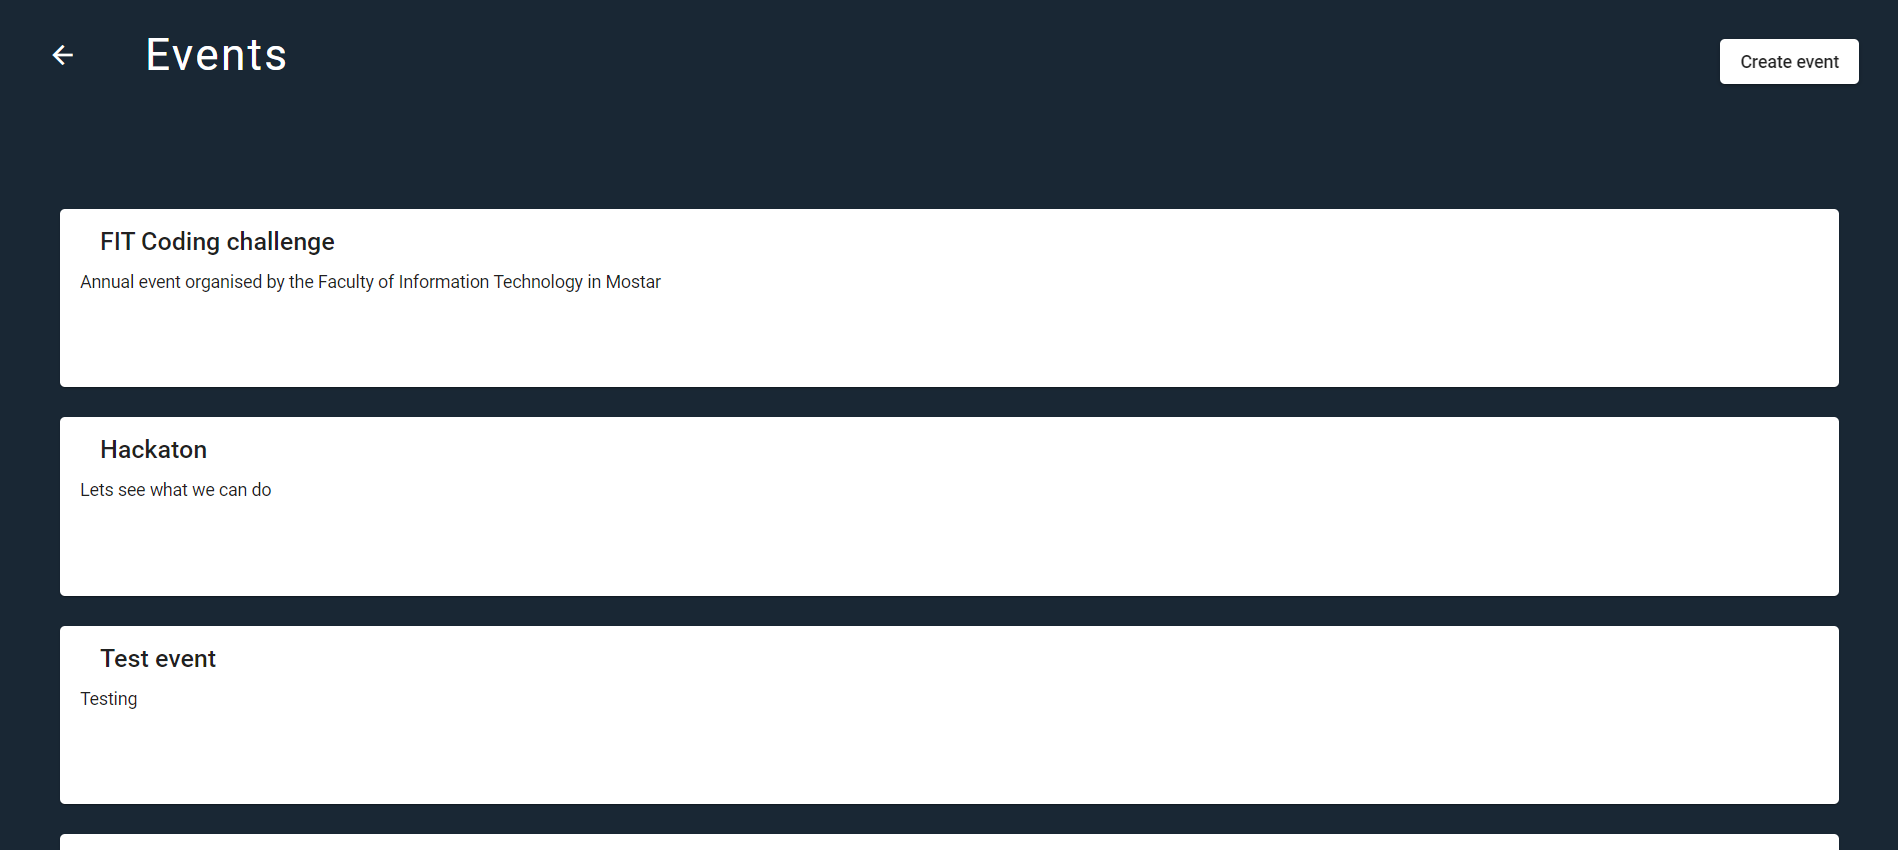 Events
Create event
FIT Coding challenge
Annual event organised by the Faculty of Information Technology in Mostar
Hackaton
Lets see what we can do
Test event
Testing